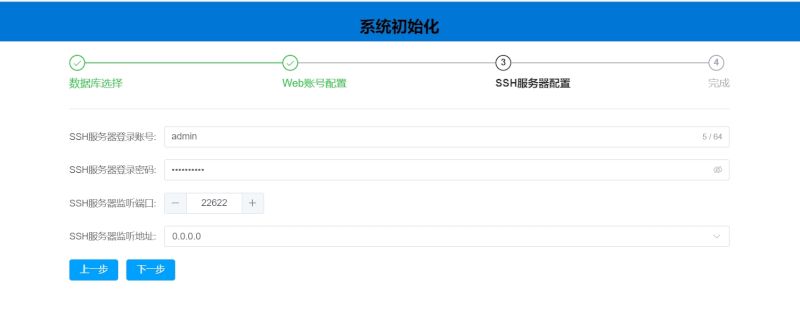 系统初始化
3
4
数据库选择
Web账号配置
SSH服务器配置
完成
SSH服务器登录账号:
admin
5 / 64
SSH服务器登录密码:
••••••••••
SSH服务器监听端口:
−
22622
+
SSH服务器监听地址:
0.0.0.0
上一步
下一步